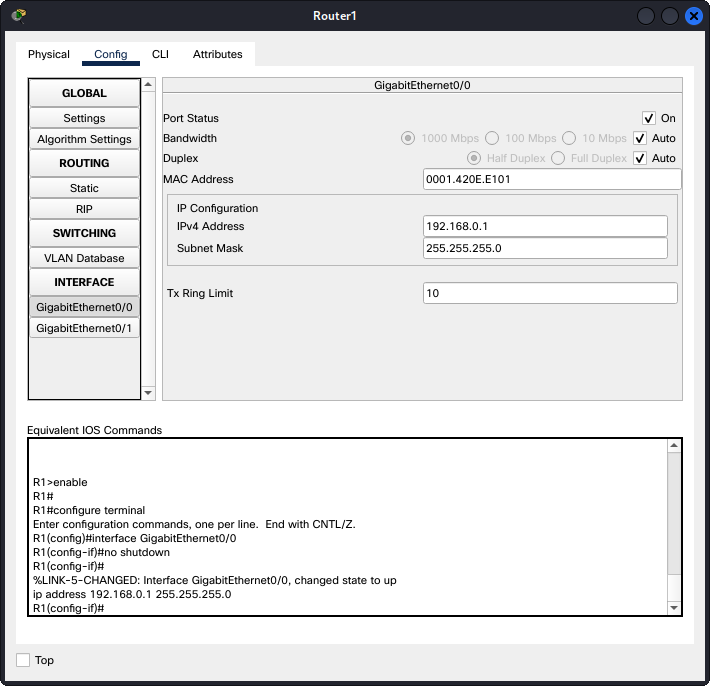 Router1
Physical Config CLI Attributes
GLOBAL
Settings
Algorithm Settings
ROUTING
Static
RIP
SWITCHING
VLAN Database
INTERFACE
GigabitEthernet0/0
GigabitEthernet0/1
GigabitEthernet0/0
Port Status On
Bandwidth 1000 Mbps 100 Mbps 10 Mbps Auto
Duplex Half Duplex Full Duplex Auto
MAC Address 0001.420E.E101
IP Configuration
IPv4 Address 192.168.0.1
Subnet Mask 255.255.255.0
Tx Ring Limit 10
Equivalent IOS Commands
R1>enable
R1#
R1#configure terminal
Enter configuration commands, one per line. End with CNTL/Z.
R1(config)#interface GigabitEthernet0/0
R1(config-if)#no shutdown
R1(config-if)#
%LINK-5-CHANGED: Interface GigabitEthernet0/0, changed state to up
ip address 192.168.0.1 255.255.255.0
R1(config-if)#
Top